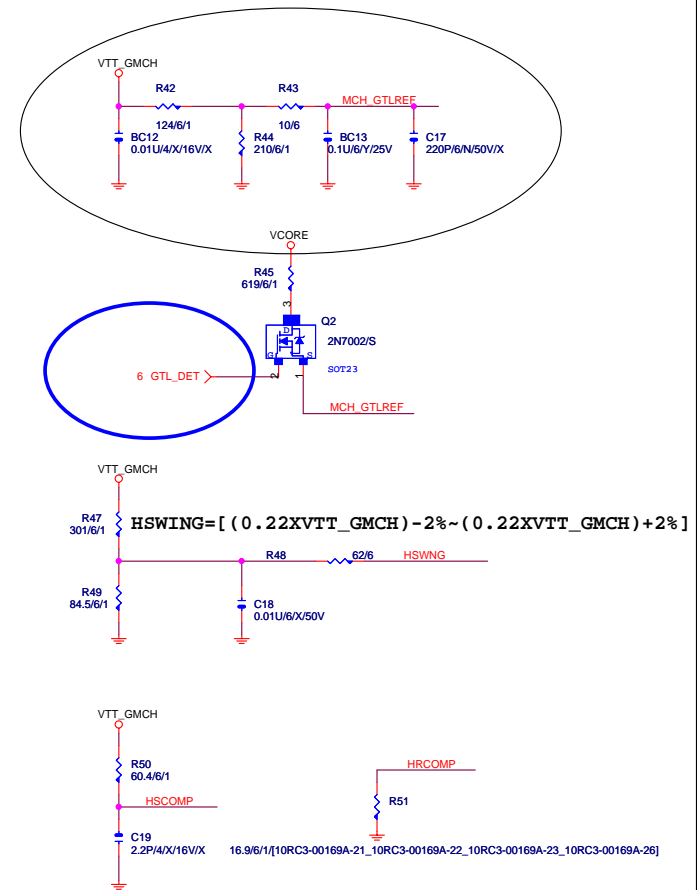 VTT_GMCH
R42
R43
MCH_GTLREF
124/6/1
10/6
BC12
0.01U/4/X/16V/X
R44
210/6/1
BC13
0.1U/6/Y/25V
C17
220P/6/N/50V/X
VCORE
R45
619/6/1
3
Q2
D
2N7002/S
G
S
SOT23
6 GTL_DET
2
1
MCH_GTLREF
VTT_GMCH
R47
301/6/1
HSWING=[(0.22XVTT_GMCH)-2%~(0.22XVTT_GMCH)+2%]
R48
62/6
HSWNG
R49
84.5/6/1
C18
0.01U/6/X/50V
VTT_GMCH
R50
60.4/6/1
HRCOMP
HSCOMP
R51
C19
2.2P/4/X/16V/X
16.9/6/1/[10RC3-00169A-21_10RC3-00169A-22_10RC3-00169A-23_10RC3-00169A-26]